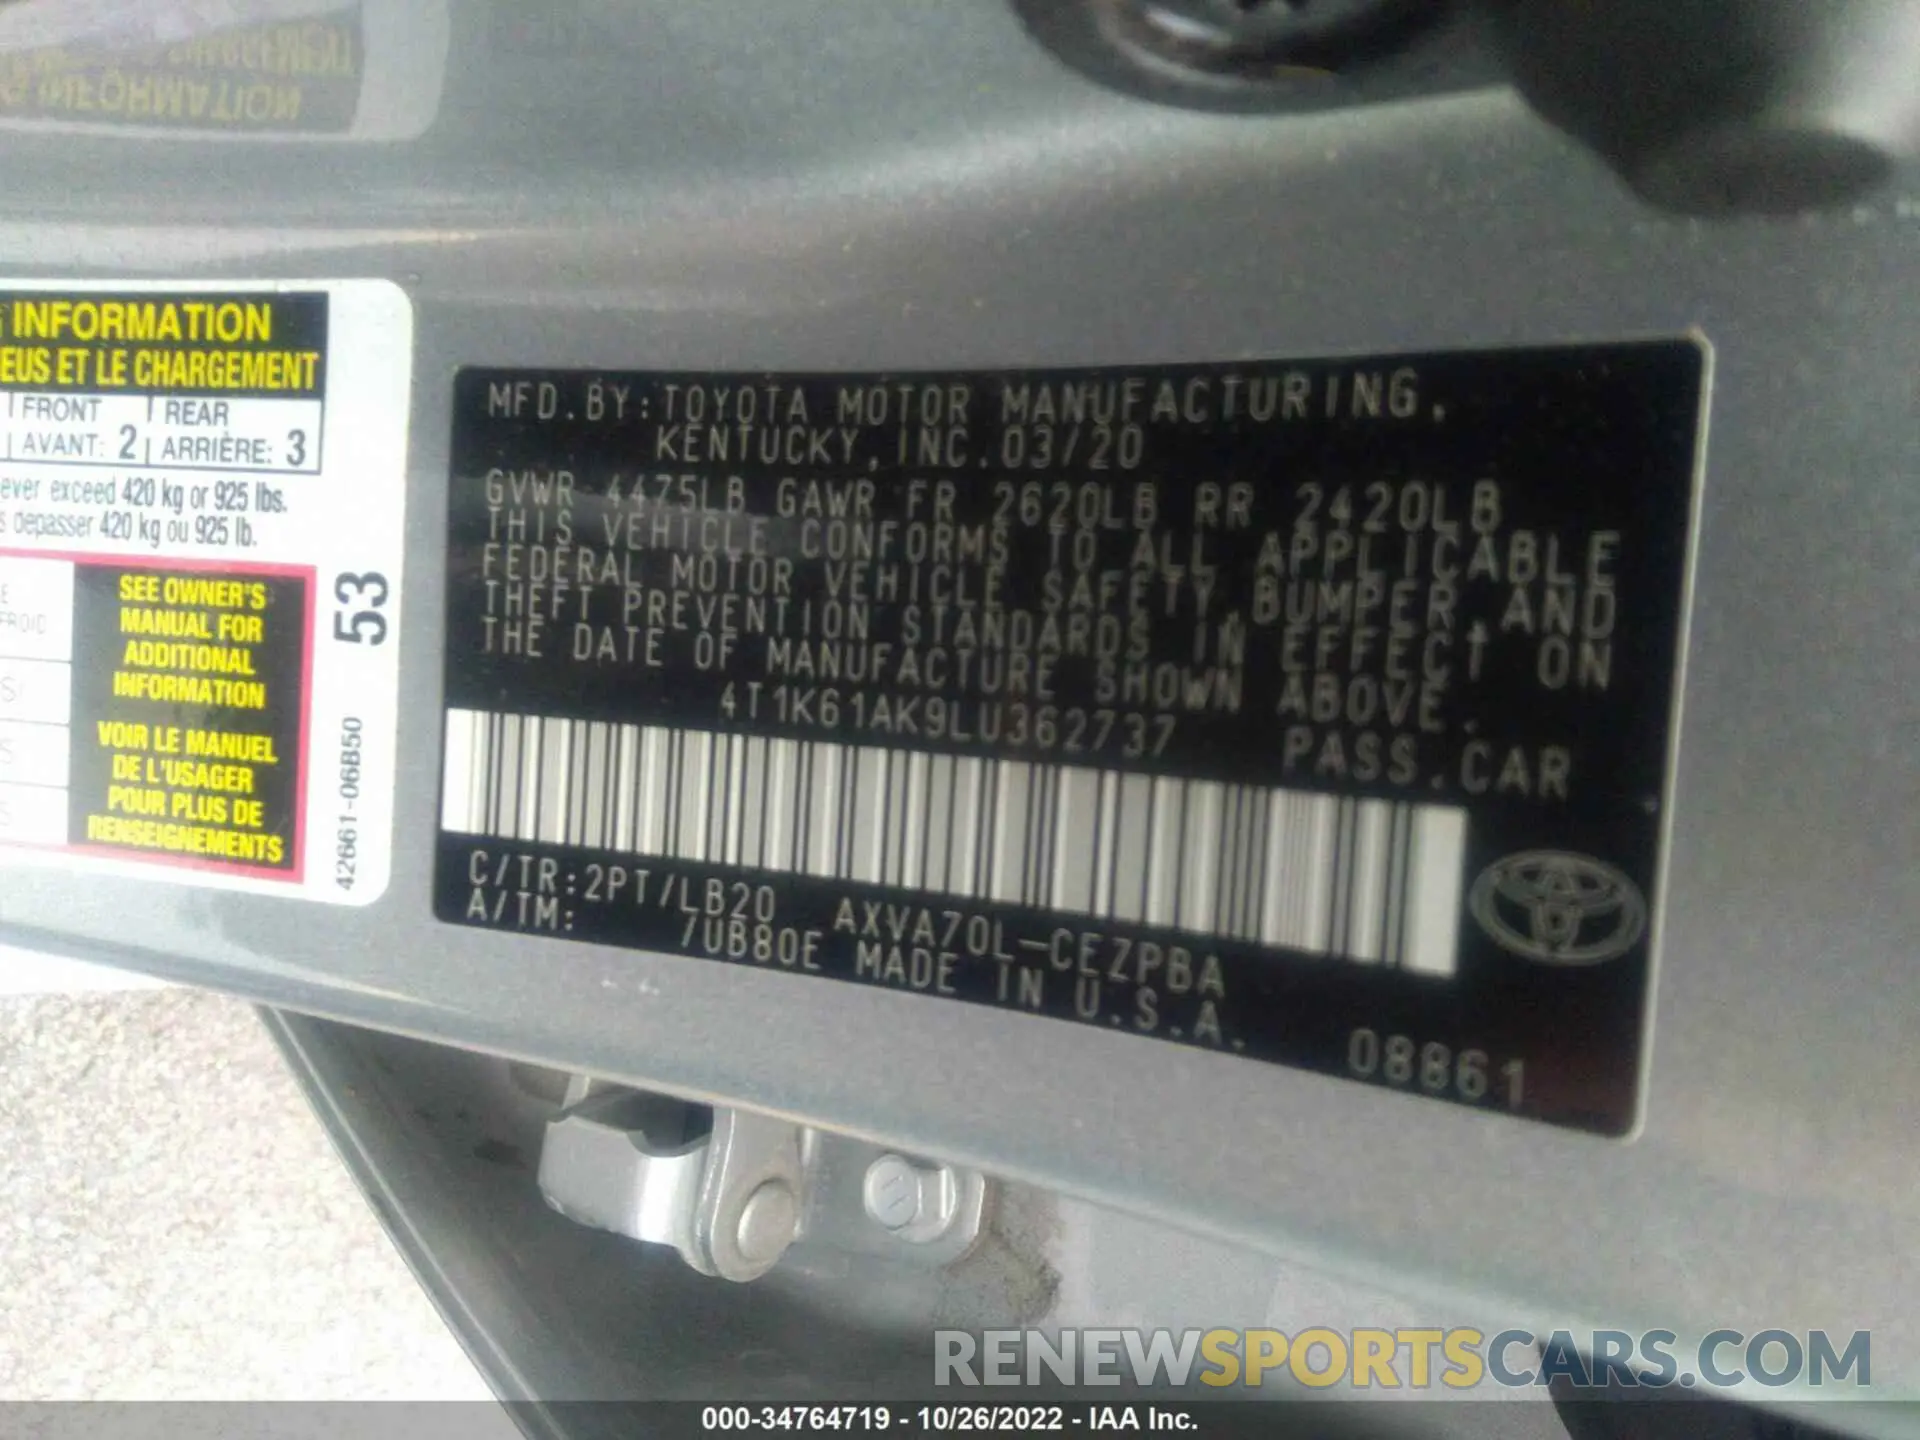 INFORMATION
EUS ET LE CHARGEMENT
FRONT REAR
AVANT: 2 ARRIÈRE: 3
ever exceed 420 kg or 925 lbs.
s depasser 420 kg ou 925 lb.
FROID
SEE OWNER'S
MANUAL FOR
ADDITIONAL
INFORMATION
VOIR LE MANUEL
DE L'USAGER
POUR PLUS DE
RENSEIGNEMENTS
53
42661-06B50
MFD.BY:TOYOTA MOTOR MANUFACTURING,
KENTUCKY,INC.03/20
GVWR 4475LB GAWR FR 2620LB RR 2420LB
THIS VEHICLE CONFORMS TO ALL APPLICABLE
FEDERAL MOTOR VEHICLE SAFETY,BUMPER,AND
THEFT PREVENTION STANDARDS IN EFFECT ON
THE DATE OF MANUFACTURE SHOWN ABOVE.
4T1K61AK9LU362737 PASS.CAR
C/TR:2PT/LB20 AXVA70L-CEZPBA
A/TM: /UB80E MADE IN U.S.A.
08861
RENEWSPORTSCARS.COM
000-34764719 - 10/26/2022 - IAA Inc.